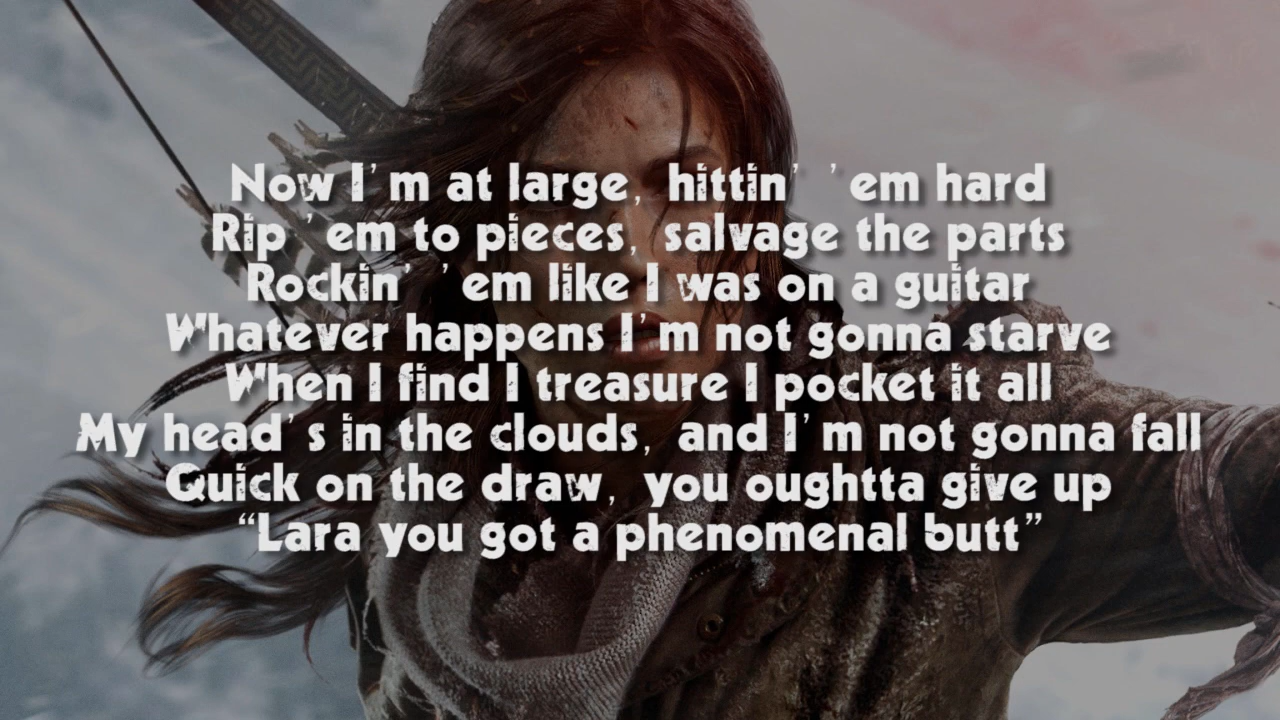 Now I'm at large, hittin' 'em hard
Rip 'em to pieces, salvage the parts
Rockin' 'em like I was on a guitar
Whatever happens I'm not gonna starve
When I find I treasure I pocket it all
My head's in the clouds, and I'm not gonna fall
Quick on the draw, you oughtta give up
“Lara you got a phenomenal butt”